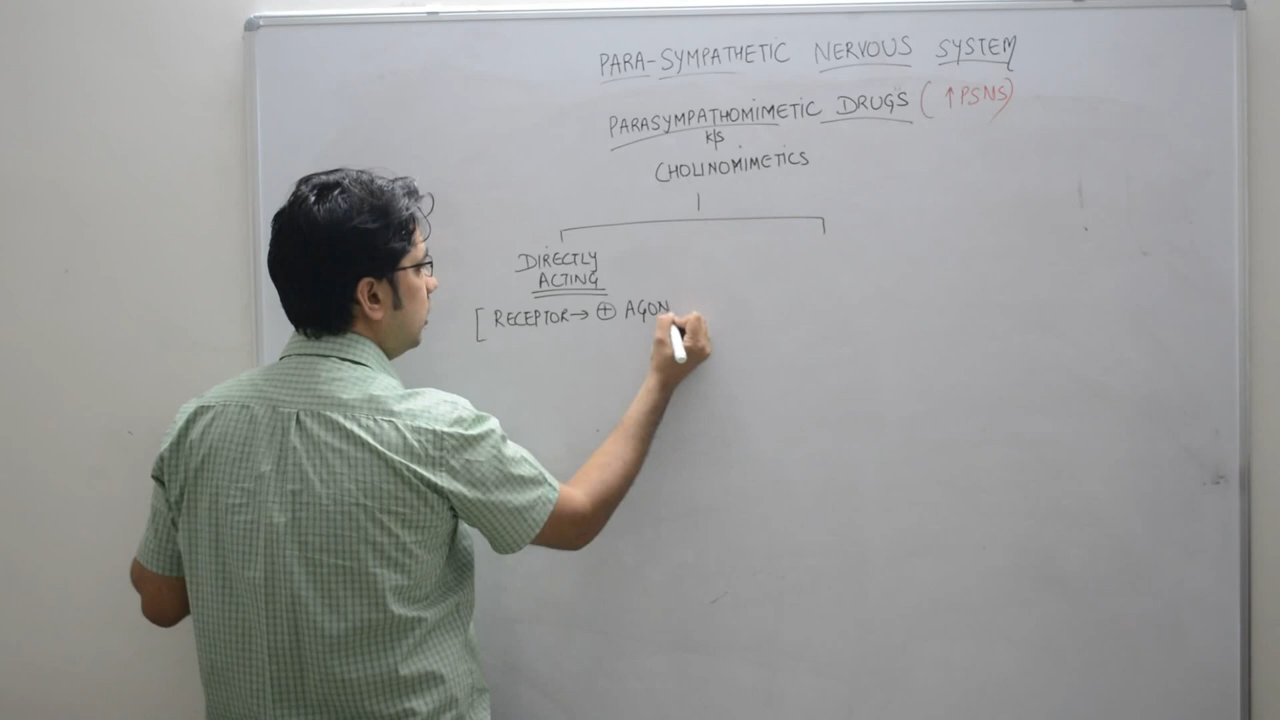 PARA-SYMPATHETIC NERVOUS SYSTEM
PARASYMPATHOMIMETIC DRUGS (↑PSNS)
K/S
CHOLINOMIMETICS
DIRECTLY
ACTING
[ RECEPTOR→ ⊕ AGON